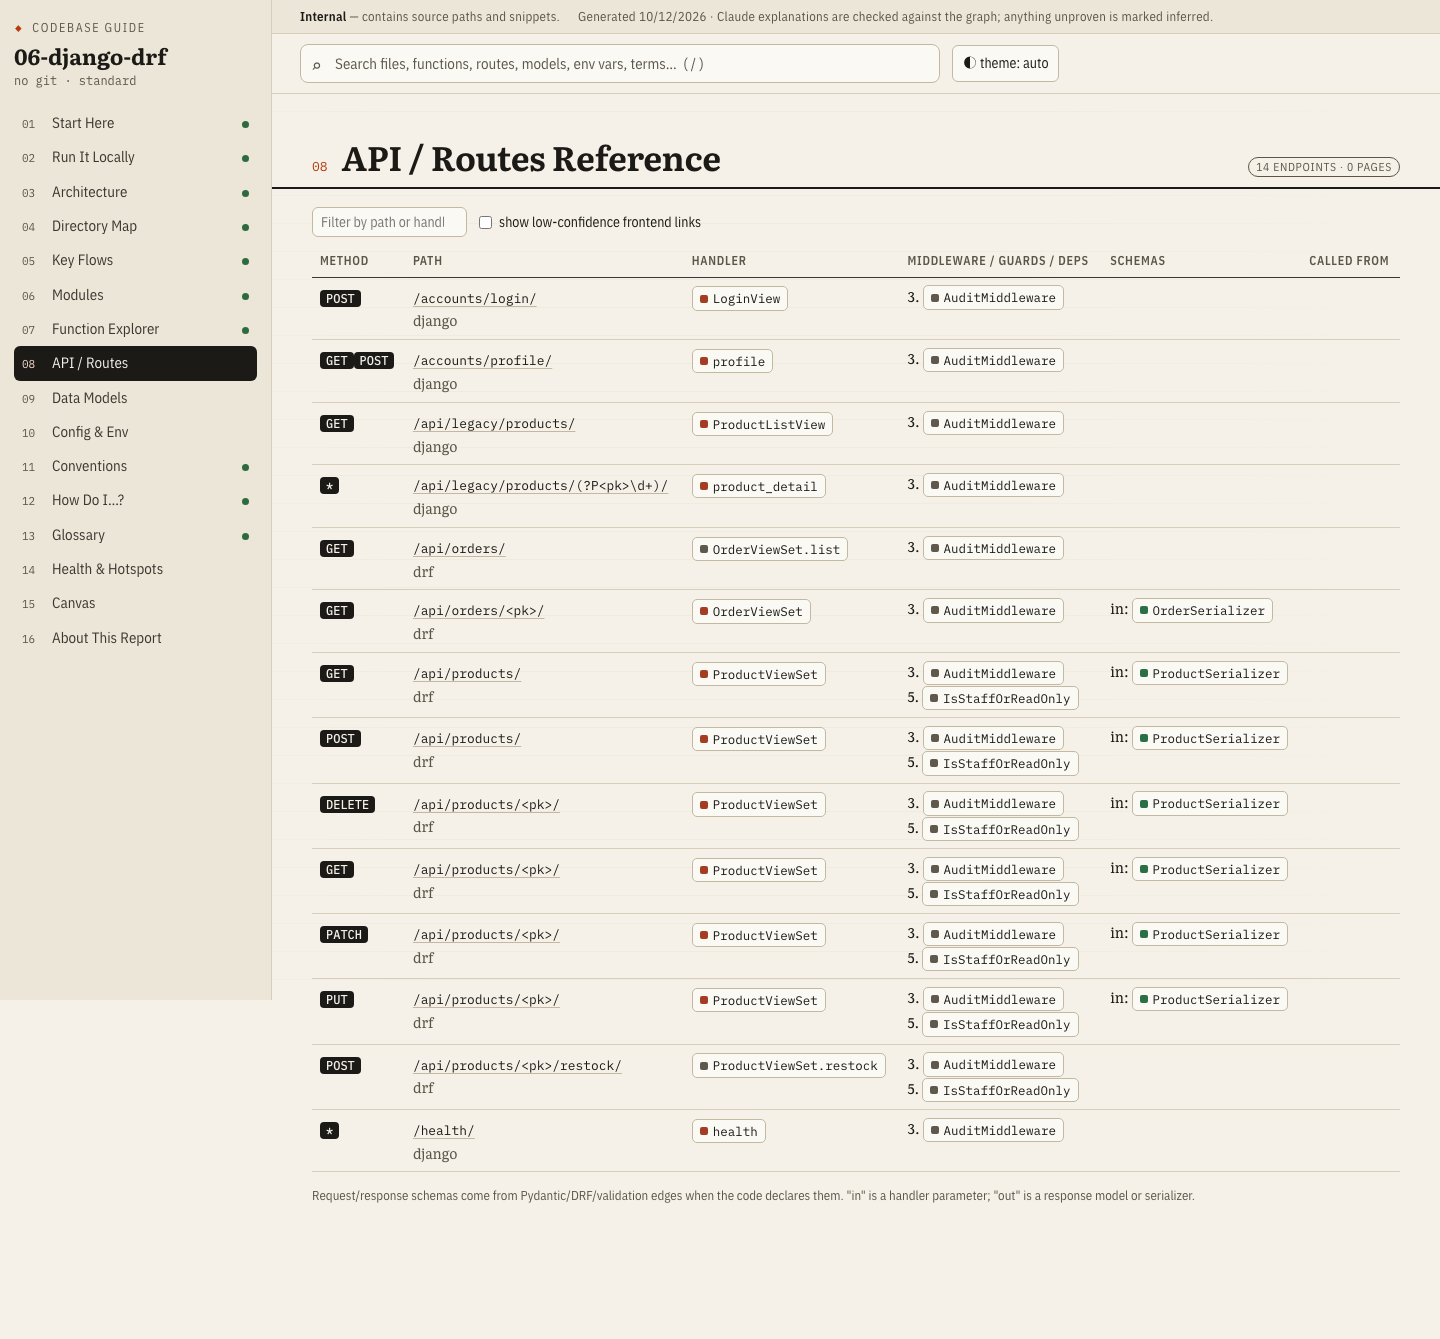 ◆ CODEBASE GUIDE
06-django-drf
no git · standard
01 Start Here
02 Run It Locally
03 Architecture
04 Directory Map
05 Key Flows
06 Modules
07 Function Explorer
08 API / Routes
09 Data Models
10 Config & Env
11 Conventions
12 How Do I…?
13 Glossary
14 Health & Hotspots
15 Canvas
16 About This Report
Internal — contains source paths and snippets. Generated 10/12/2026 · Claude explanations are checked against the graph; anything unproven is marked inferred.
⌕ Search files, functions, routes, models, env vars, terms… (/)
◐ theme: auto
08 API / Routes Reference
14 ENDPOINTS · 0 PAGES
Filter by path or handl
show low-confidence frontend links
METHOD PATH HANDLER MIDDLEWARE / GUARDS / DEPS SCHEMAS CALLED FROM
POST /accounts/login/ LoginView 3. AuditMiddleware
django
GET POST /accounts/profile/ profile 3. AuditMiddleware
django
GET /api/legacy/products/ ProductListView 3. AuditMiddleware
django
* /api/legacy/products/(?P<pk>\d+)/ product_detail 3. AuditMiddleware
django
GET /api/orders/ OrderViewSet.list 3. AuditMiddleware
drf
GET /api/orders/<pk>/ OrderViewSet 3. AuditMiddleware in: OrderSerializer
drf
GET /api/products/ ProductViewSet 3. AuditMiddleware in: ProductSerializer
drf 5. IsStaffOrReadOnly
POST /api/products/ ProductViewSet 3. AuditMiddleware in: ProductSerializer
drf 5. IsStaffOrReadOnly
DELETE /api/products/<pk>/ ProductViewSet 3. AuditMiddleware in: ProductSerializer
drf 5. IsStaffOrReadOnly
GET /api/products/<pk>/ ProductViewSet 3. AuditMiddleware in: ProductSerializer
drf 5. IsStaffOrReadOnly
PATCH /api/products/<pk>/ ProductViewSet 3. AuditMiddleware in: ProductSerializer
drf 5. IsStaffOrReadOnly
PUT /api/products/<pk>/ ProductViewSet 3. AuditMiddleware in: ProductSerializer
drf 5. IsStaffOrReadOnly
POST /api/products/<pk>/restock/ ProductViewSet.restock 3. AuditMiddleware
drf 5. IsStaffOrReadOnly
* /health/ health 3. AuditMiddleware
django
Request/response schemas come from Pydantic/DRF/validation edges when the code declares them. "in" is a handler parameter; "out" is a response model or serializer.